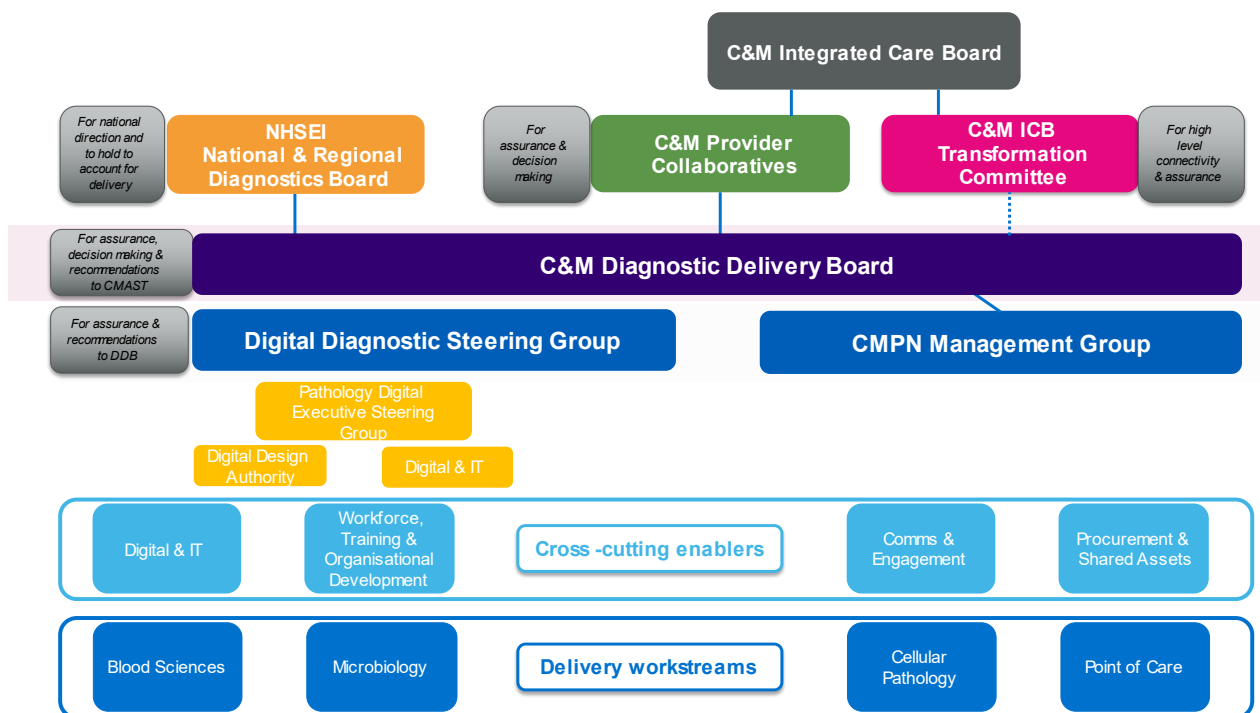 C&M Integrated Care Board
For national
direction and
to hold to
account for
delivery
NHSEI
National & Regional
Diagnostics Board
For
assurance &
decision
making
C&M Provider
Collaboratives
C&M ICB
Transformation
Committee
For high
level
connectivity
& assurance
For assurance,
decision making &
recommendations
to CMAST
C&M Diagnostic Delivery Board
For assurance &
recommendations
to DDB
Digital Diagnostic Steering Group
CMPN Management Group
Pathology Digital
Executive Steering
Group
Digital Design
Authority
Digital & IT
Digital & IT
Workforce,
Training &
Organisational
Development
Cross -cutting enablers
Comms &
Engagement
Procurement &
Shared Assets
Blood Sciences
Microbiology
Delivery workstreams
Cellular
Pathology
Point of Care